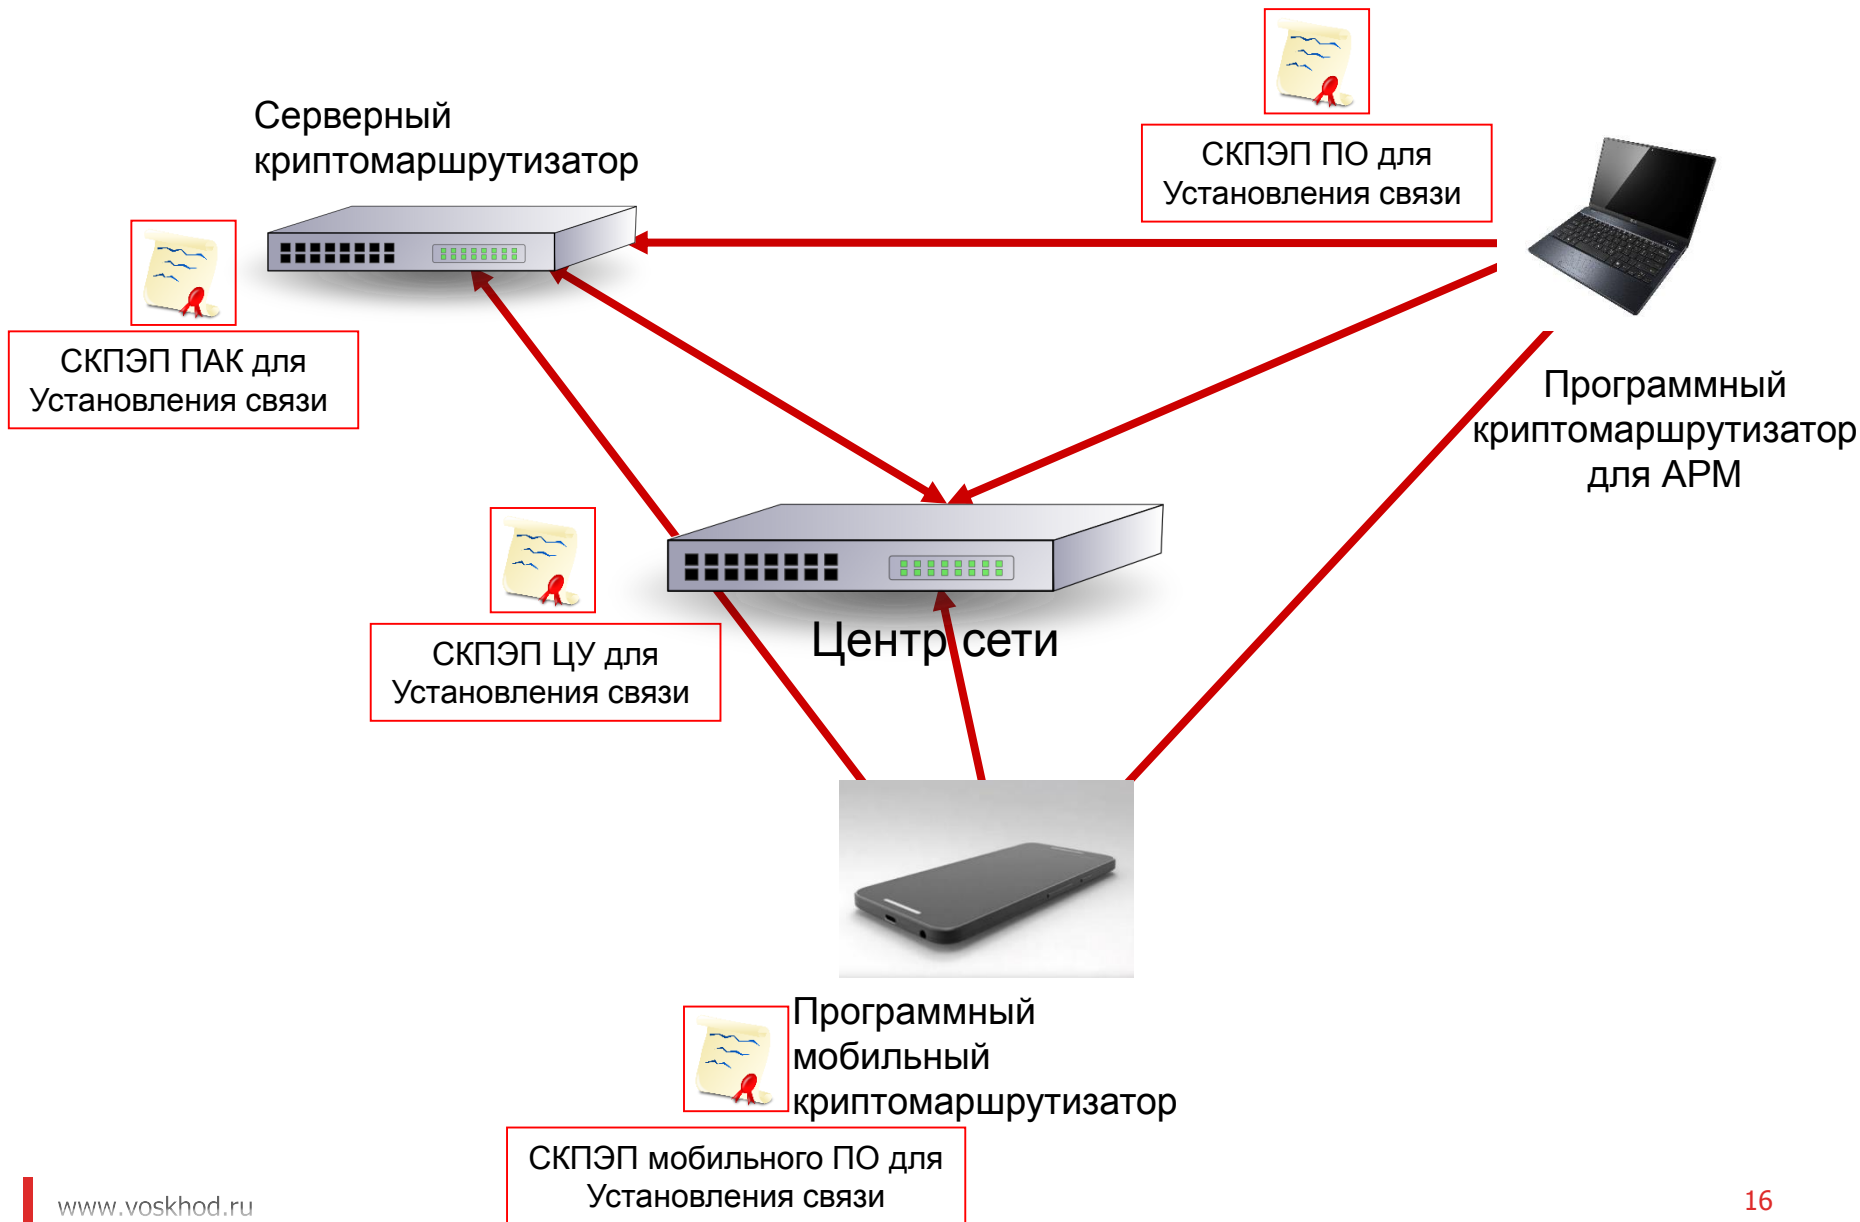 Серверный
криптомаршрутизатор
СКПЭП ПО для
Установления связи
СКПЭП ПАК для
Установления связи
Программный
криптомаршрутизатор
для АРМ
СКПЭП ЦУ для
Установления связи
Центр сети
Программный
мобильный
криптомаршрутизатор
СКПЭП мобильного ПО для
Установления связи
www.voskhod.ru
16